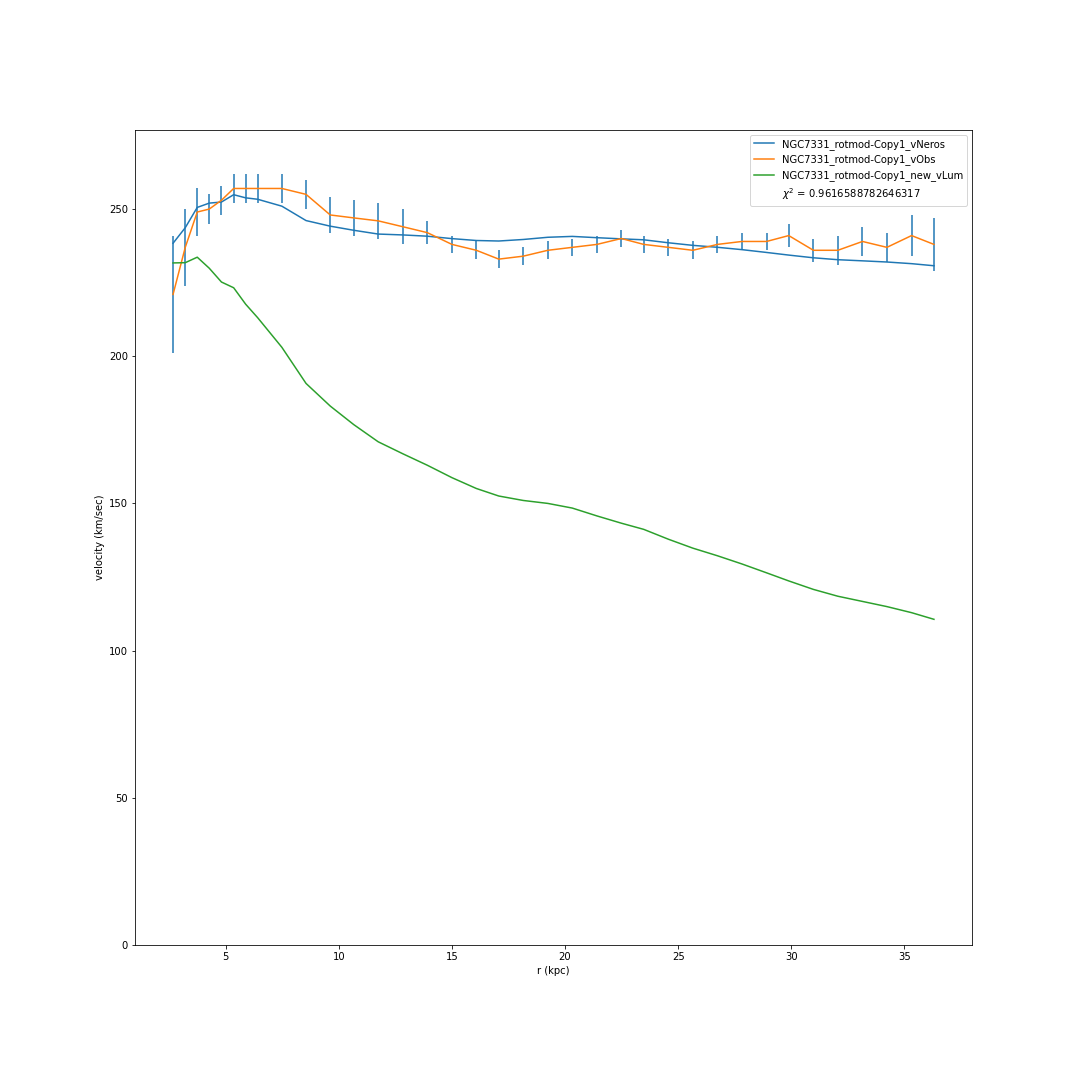 NGC7331_rotmod-Copy1_vNeros
NGC7331_rotmod-Copy1_vObs
NGC7331_rotmod-Copy1_new_vLum
χ² = 0.9616588782646317
250
200
150
100
50
0
velocity (km/sec)
5 10 15 20 25 30 35
r (kpc)